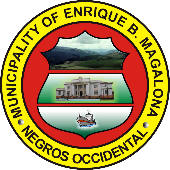 MUNICIPALITY OF ENRIQUE B. MAGALONA
NEGROS OCCIDENTAL